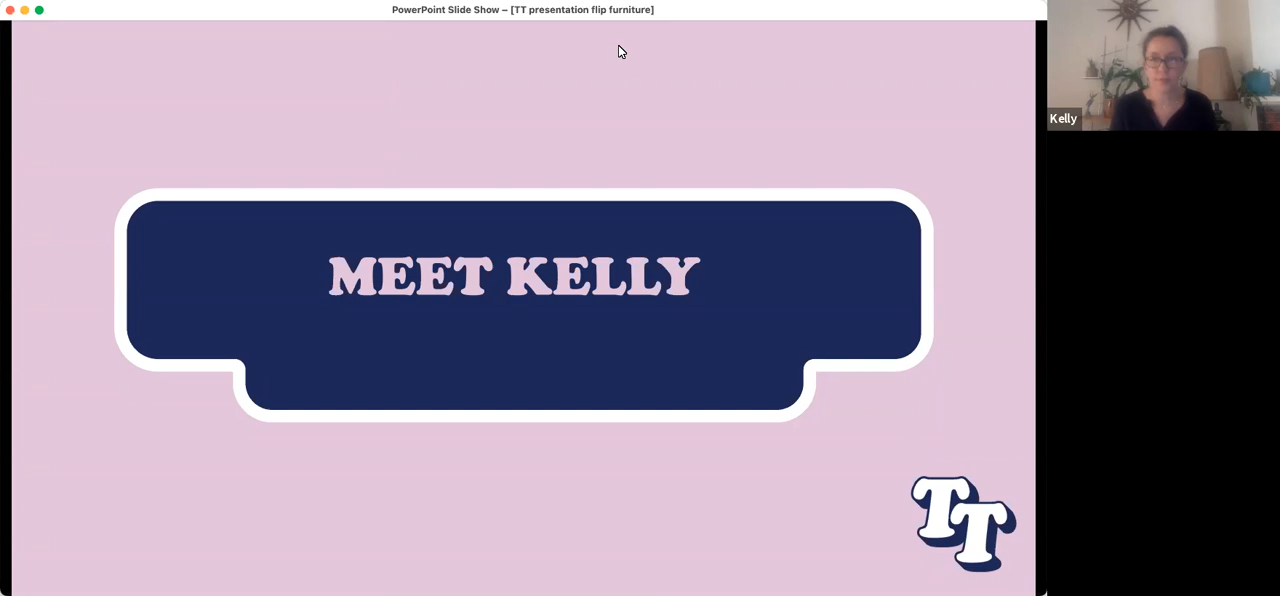 PowerPoint Slide Show – [TT presentation flip furniture]
Kelly
MEET KELLY
TT